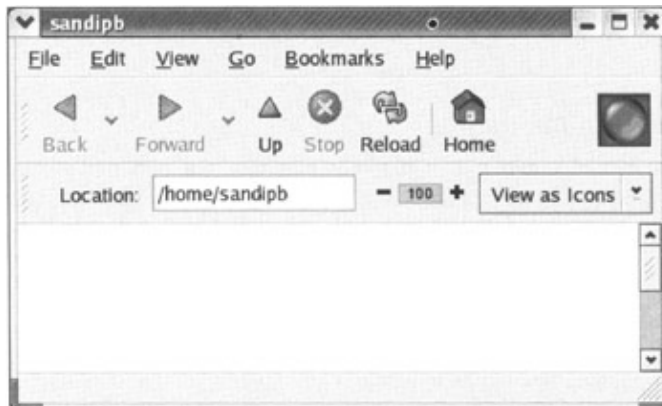 sandipb
File Edit View Go Bookmarks Help
Back Forward Up Stop Reload Home
Location: /home/sandipb 100 View as Icons